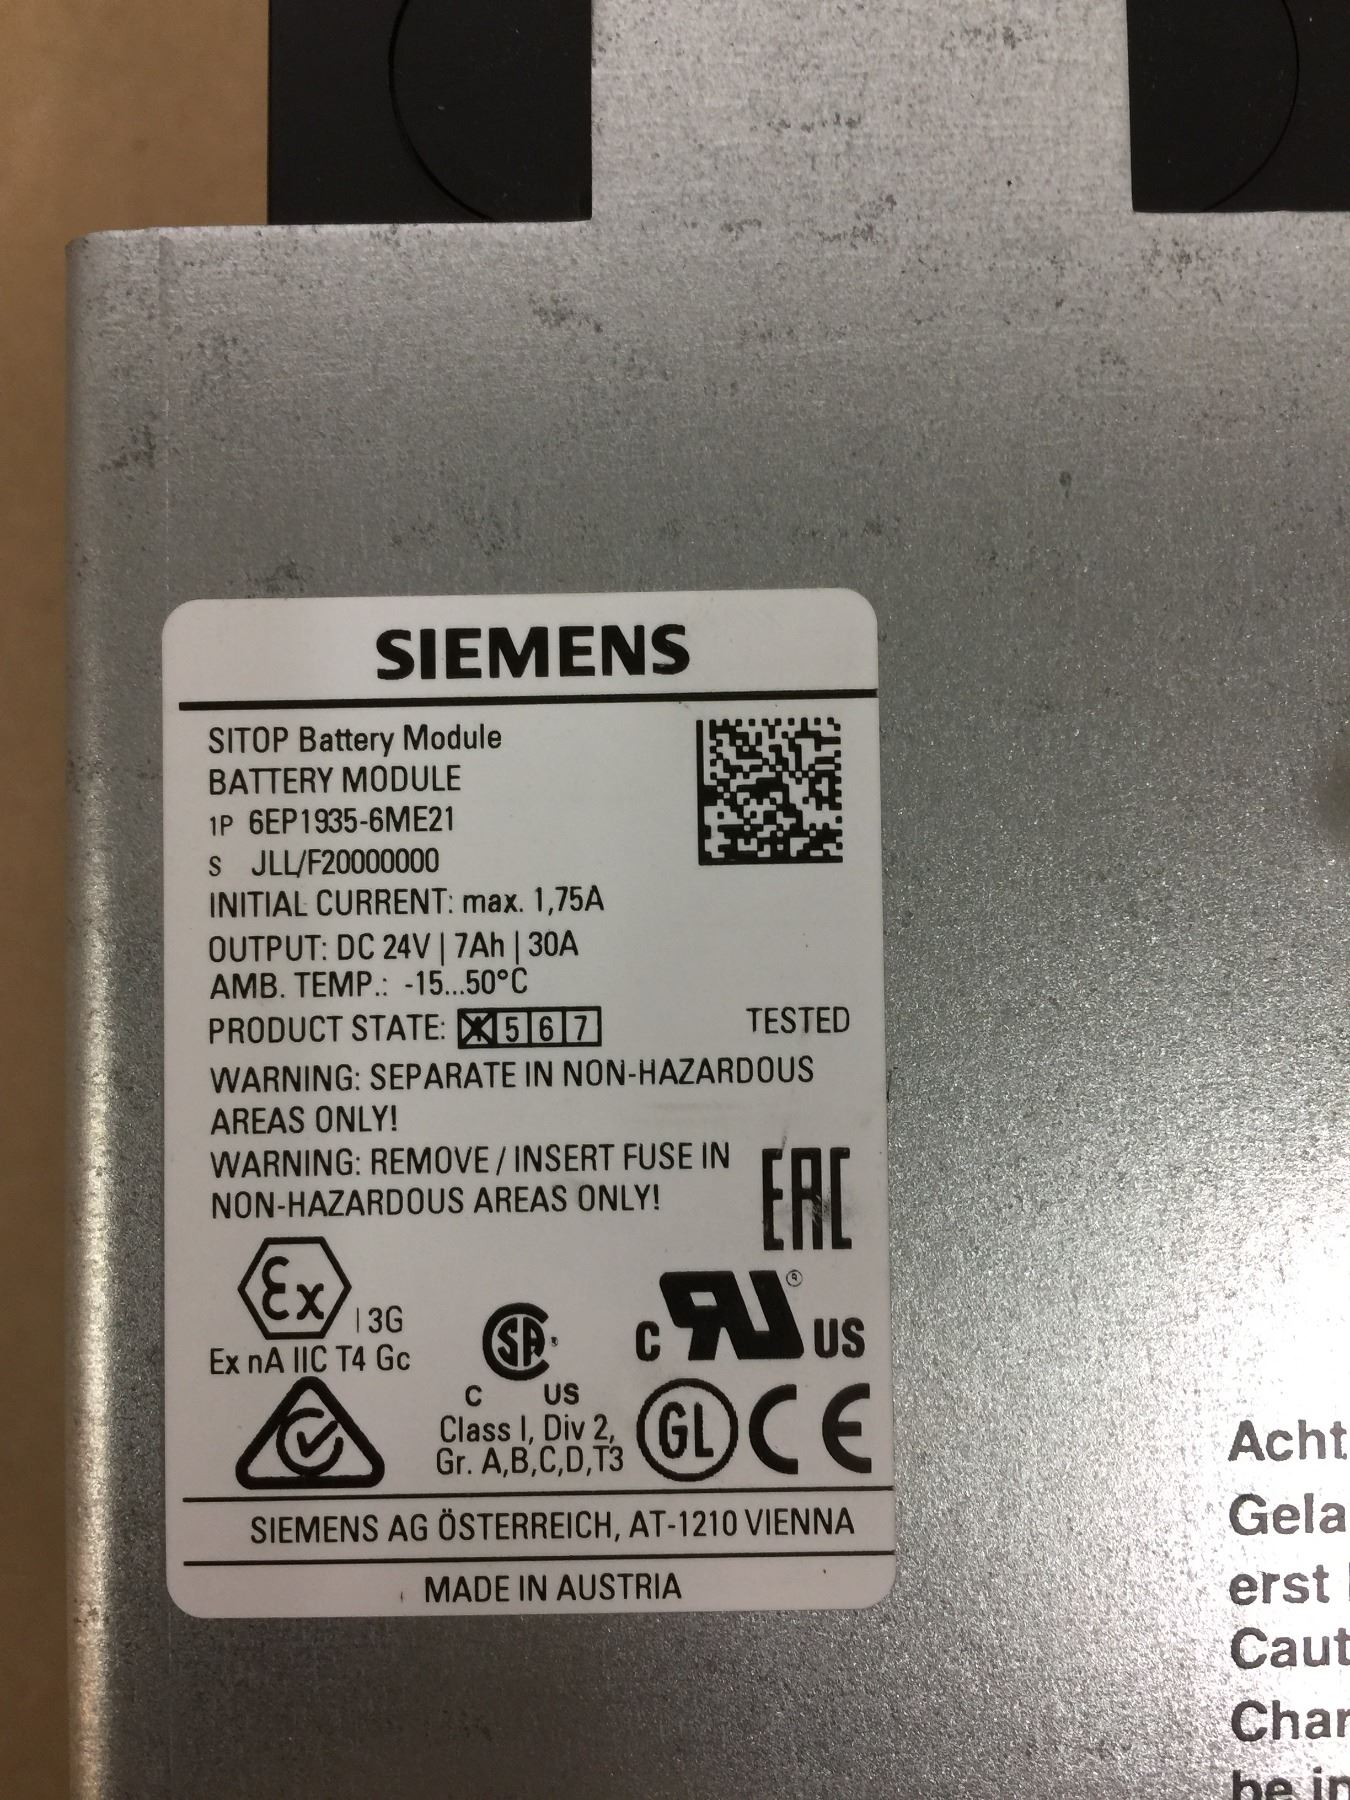 SIEMENS
SITOP Battery Module
BATTERY MODULE
1P 6EP1935-6ME21
S JLL/F20000000
INITIAL CURRENT: max. 1,75A
OUTPUT: DC 24V | 7Ah | 30A
AMB. TEMP.: -15...50°C
PRODUCT STATE: 5 6 7
TESTED
WARNING: SEPARATE IN NON-HAZARDOUS
AREAS ONLY!
WARNING: REMOVE / INSERT FUSE IN
NON-HAZARDOUS AREAS ONLY!
EAC
Ex
I 3G
Ex nA IIC T4 Gc
SA
C US
Class I, Div 2,
Gr. A,B,C,D,T3
C RU ® US
GL CE
SIEMENS AG ÖSTERREICH, AT-1210 VIENNA
MADE IN AUSTRIA
Acht
Gela
erst
Caut
Char
be in